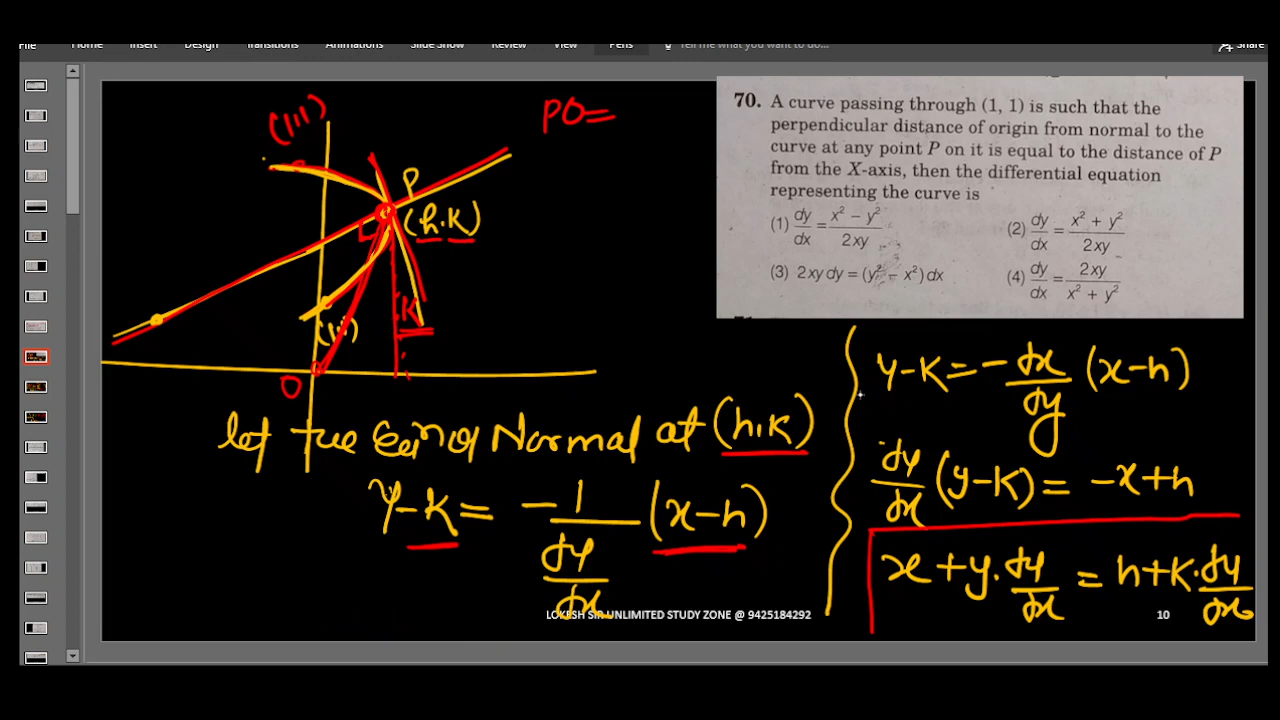 File Home Insert Design Transitions Animations Slide Show Review View Pens Tell me what you want to do... Share
(111)
PO=
P
(h.K)
K
O
70. A curve passing through (1, 1) is such that the
perpendicular distance of origin from normal to the
curve at any point P on it is equal to the distance of P
from the X-axis, then the differential equation
representing the curve is
(1) dy/dx = x² − y²/2xy
(2) dy/dx = x² + y²/2xy
(3) 2xy dy = (y² − x²) dx
(4) dy/dx = 2xy/x² + y²
let the Eqn of Normal at (h,K)
y-K = -1/(dy/dx) (x-h)
y-K = -dx/dy (x-h)
dy/dx (y-K) = -x+h
x+y.dy/dx = h+K.dy/dx
LOKESH SIR UNLIMITED STUDY ZONE @ 9425184292
10